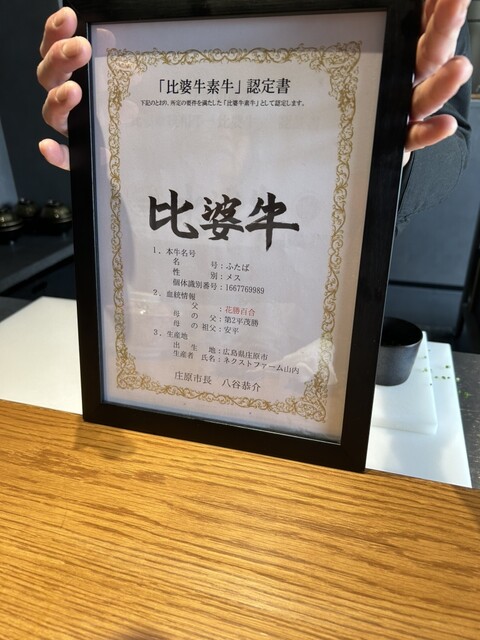 「比婆牛素牛」認定書
下記のとおり、所定の要件を満たした「比婆牛素牛」として認定します。
比婆牛
1．本牛名号
名 号：ふたば
性 別：メス
個体識別番号：1667769989
2．血統情報
父 ：花勝百合
母 の 父：第2平茂勝
母 の 祖父：安平
3．生産地
出 生 地：広島県庄原市
生産者 氏名：ネクストファーム山内
庄原市長 八谷恭介